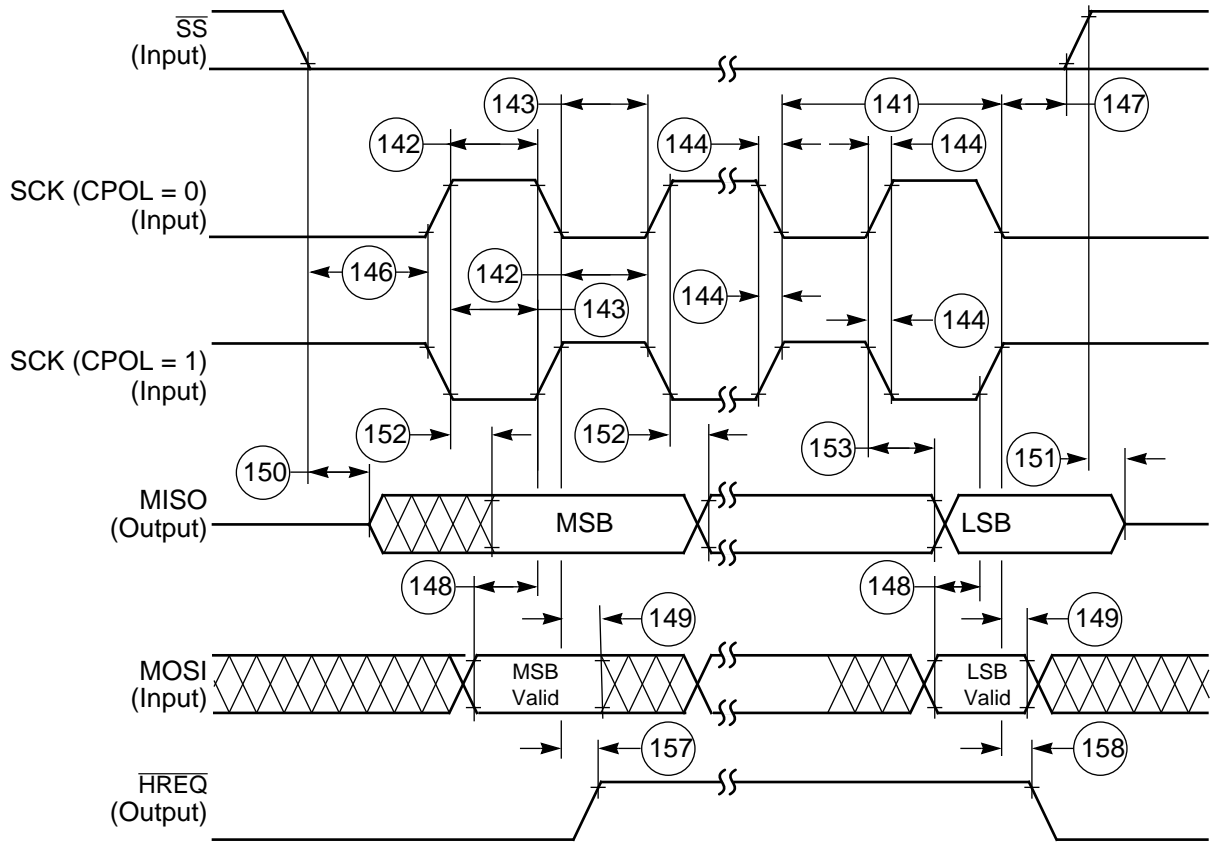 SS
(Input)
143
141
147
142
144
144
SCK (CPOL = 0)
(Input)
146
142
144
143
144
SCK (CPOL = 1)
(Input)
152
152
153
151
150
MISO
(Output)
MSB
LSB
148
148
149
149
MOSI
(Input)
MSB
Valid
LSB
Valid
157
158
HREQ
(Output)